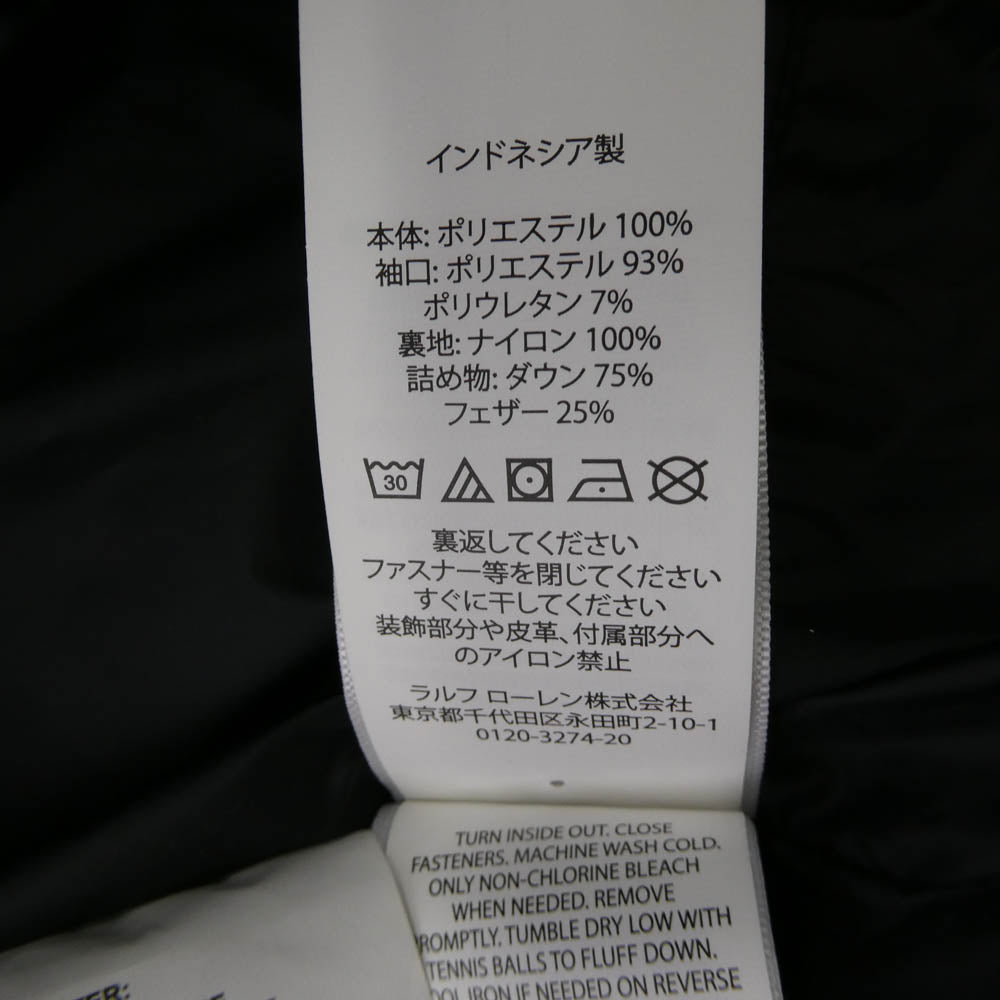 インドネシア製
本体: ポリエステル 100%
袖口: ポリエステル 93%
ポリウレタン 7%
裏地: ナイロン 100%
詰め物: ダウン 75%
フェザー 25%
30
裏返してください
ファスナー等を閉じてください
すぐに干してください
装飾部分や皮革、付属部分へ
のアイロン禁止
ラルフ ローレン株式会社
東京都千代田区永田町2-10-1
0120-3274-20
TURN INSIDE OUT. CLOSE
FASTENERS. MACHINE WASH COLD.
ONLY NON-CHLORINE BLEACH
WHEN NEEDED. REMOVE
PROMPTLY. TUMBLE DRY LOW WITH
TENNIS BALLS TO FLUFF DOWN.
IRON IF NEEDED ON REVERSE